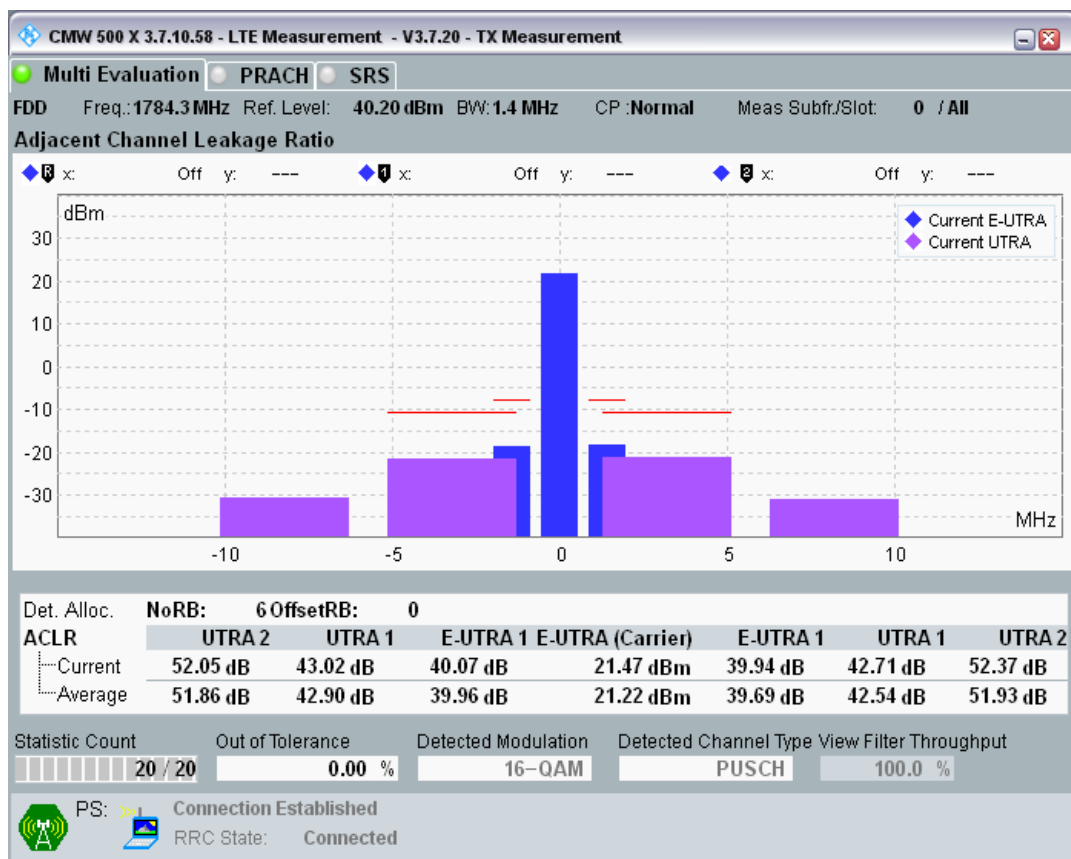 CMW 500 X 3.7.10.58 - LTE Measurement - V3.7.20 - TX Measurement
Multi Evaluation PRACH SRS
FDD Freq.: 1784.3 MHz Ref. Level: 40.20 dBm BW: 1.4 MHz CP : Normal Meas Subfr./Slot: 0 / All
Adjacent Channel Leakage Ratio
R x: Off y: --- 1 x: Off y: --- 2 x: Off y: ---
dBm
Current E-UTRA
Current UTRA
30
20
10
0
-10
-20
-30
MHz
-10 -5 0 5 10
Det. Alloc. NoRB: 6 OffsetRB: 0
ACLR UTRA 2 UTRA 1 E-UTRA 1 E-UTRA (Carrier) E-UTRA 1 UTRA 1 UTRA 2
Current 52.05 dB 43.02 dB 40.07 dB 21.47 dBm 39.94 dB 42.71 dB 52.37 dB
Average 51.86 dB 42.90 dB 39.96 dB 21.22 dBm 39.69 dB 42.54 dB 51.93 dB
Statistic Count Out of Tolerance Detected Modulation Detected Channel Type View Filter Throughput
20 / 20 0.00 % 16-QAM PUSCH 100.0 %
PS: Connection Established
RRC State: Connected